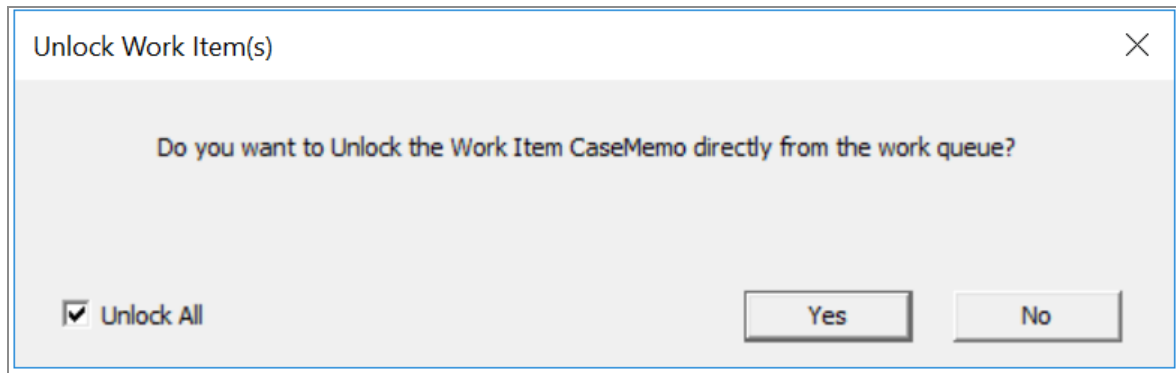 Unlock Work Item(s)
Do you want to Unlock the Work Item CaseMemo directly from the work queue?
Unlock All
Yes
No